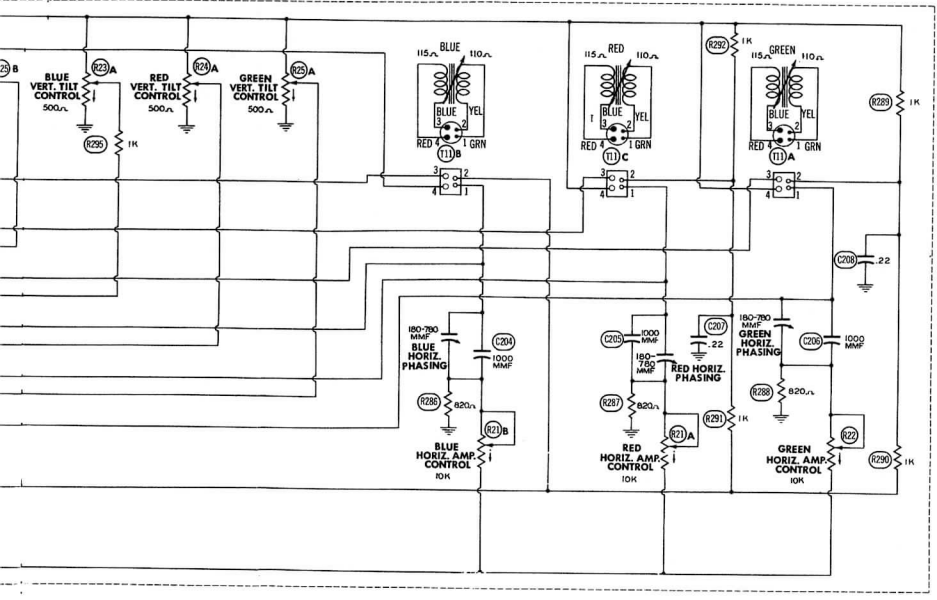 25 B
BLUE
VERT. TILT
CONTROL
500Ω
R23 A
R295
1K
RED
VERT. TILT
CONTROL
500Ω
R24 A
GREEN
VERT. TILT
CONTROL
500Ω
R25 A
BLUE
115Ω
110Ω
BLUE
YEL
3 2
RED 4 1 GRN
T11 B
3 2
4 1
RED
115Ω
110Ω
BLUE
YEL
3 2
RED 4 1 GRN
T11 C
3 2
4 1
R292
1K
GREEN
115Ω
110Ω
BLUE
YEL
3 2
RED 4 1 GRN
T11 A
3 2
4 1
R289
1K
C208
.22
180-780
MMF
BLUE
HORIZ.
PHASING
C204
1000
MMF
R286
820Ω
R21 B
BLUE
HORIZ. AMP.
CONTROL
10K
C205
1000
MMF
180-
780
MMF
RED HORIZ.
PHASING
C207
.22
R287
820Ω
R21 A
RED
HORIZ. AMP.
CONTROL
10K
R291
1K
180-780
MMF
GREEN
HORIZ.
PHASING
C206
1000
MMF
R288
820Ω
R22
GREEN
HORIZ. AMP.
CONTROL
10K
R290
1K